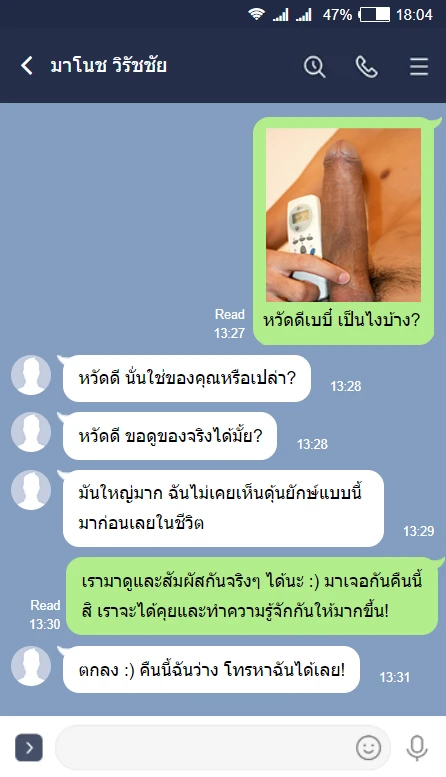 47% 18:04
มาโนช วิรัชชัย
หวัดดีเบบี๋ เป็นไงบ้าง?
Read
13:27
หวัดดี นั่นใช่ของคุณหรือเปล่า?
13:28
หวัดดี ขอดูของจริงได้มั้ย?
13:28
มันใหญ่มาก ฉันไม่เคยเห็นดุ้นยักษ์แบบนี้
มาก่อนเลยในชีวิต
13:29
เรามาดูและสัมผัสกันจริงๆ ได้นะ :) มาเจอกันคืนนี้
สิ เราจะได้คุยและทำความรู้จักกันให้มากขึ้น!
Read
13:30
ตกลง :) คืนนี้ฉันว่าง โทรหาฉันได้เลย!
13:31